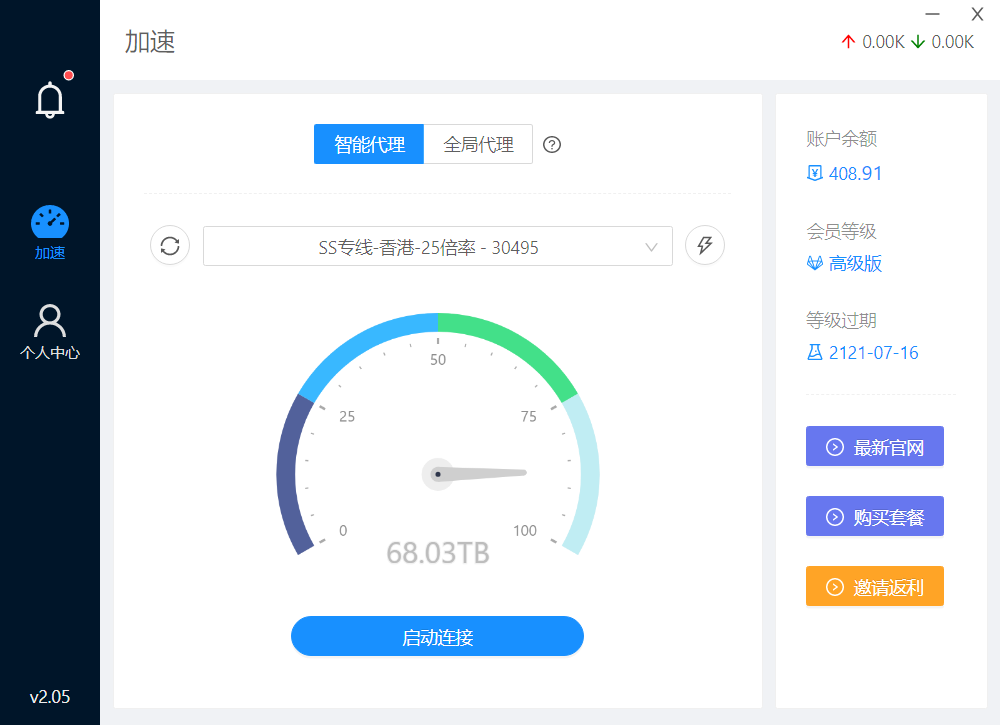 加速
X
0.00K 0.00K
加速
个人中心
v2.05
智能代理 全局代理 ?
SS专线-香港-25倍率 - 30495
0
25
50
75
100
68.03TB
启动连接
账户余额
408.91
会员等级
高级版
等级过期
2121-07-16
最新官网
购买套餐
邀请返利